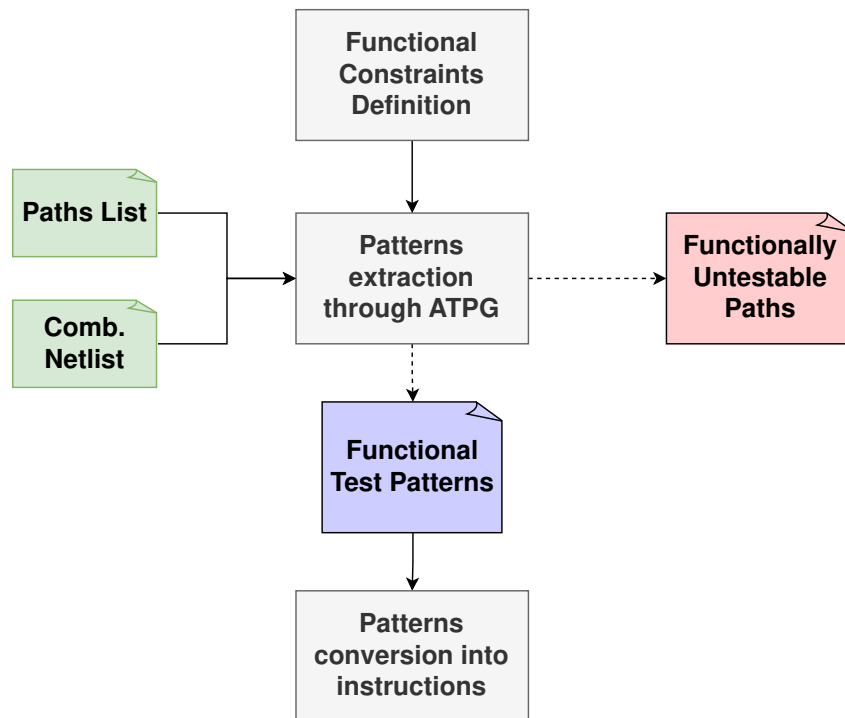 Functional
Constraints
Definition
Paths List
Comb.
Netlist
Patterns
extraction
through ATPG
Functionally
Untestable
Paths
Functional
Test Patterns
Patterns
conversion into
instructions